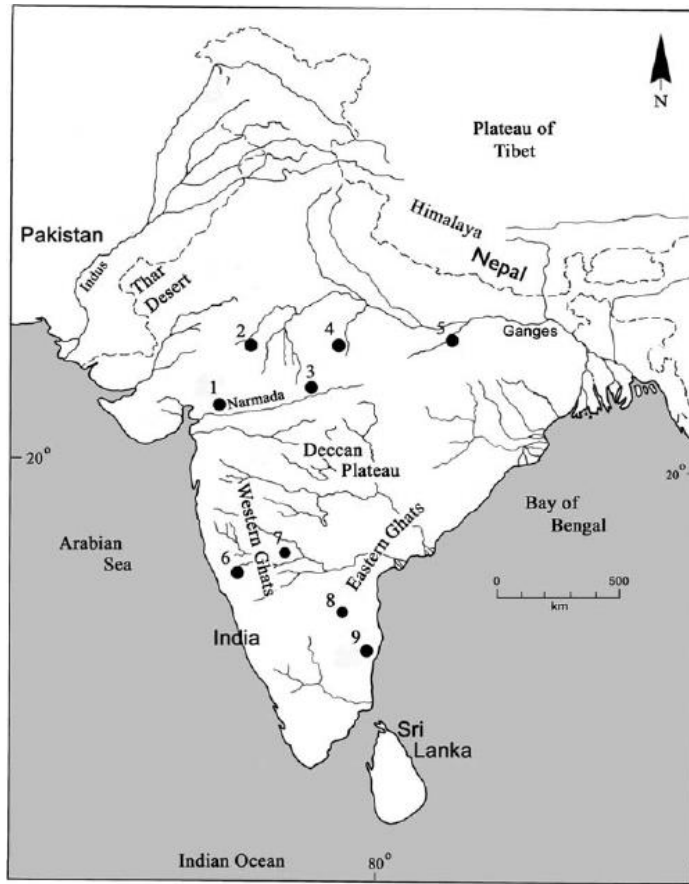 N
Plateau of
Tibet
Himalaya
Pakistan
Nepal
Indus
Thar
Desert
2
4
5
Ganges
3
1
Narmada
Deccan
Plateau
20°
20°
Western Ghats
Eastern Ghats
Bay of
Bengal
Arabian
Sea
7
6
0
500
km
8
India
9
Sri
Lanka
Indian Ocean
80°